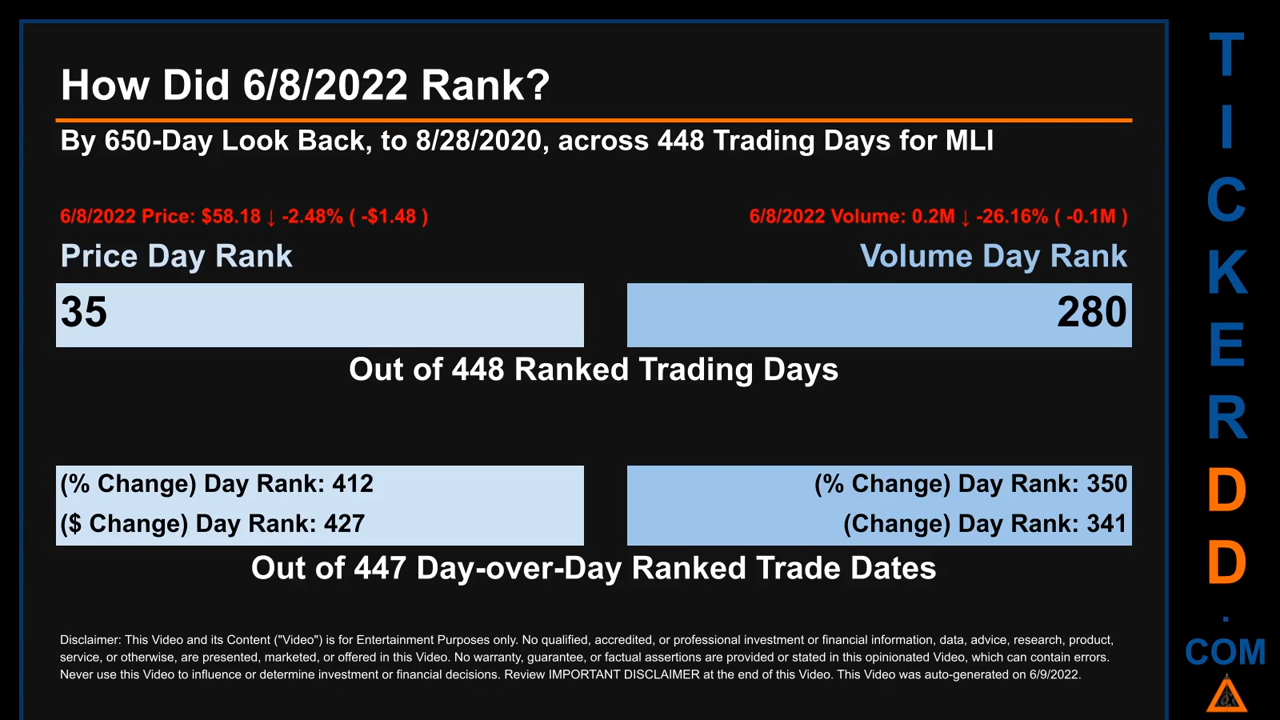 How Did 6/8/2022 Rank?
By 650-Day Look Back, to 8/28/2020, across 448 Trading Days for MLI
6/8/2022 Price: $58.18 ↓ -2.48% ( -$1.48 )
6/8/2022 Volume: 0.2M ↓ -26.16% ( -0.1M )
Price Day Rank
Volume Day Rank
35
280
Out of 448 Ranked Trading Days
(% Change) Day Rank: 412
($ Change) Day Rank: 427
(% Change) Day Rank: 350
(Change) Day Rank: 341
Out of 447 Day-over-Day Ranked Trade Dates
Disclaimer: This Video and its Content ("Video") is for Entertainment Purposes only. No qualified, accredited, or professional investment or financial information, data, advice, research, product,
service, or otherwise, are presented, marketed, or offered in this Video. No warranty, guarantee, or factual assertions are provided or stated in this opinionated Video, which can contain errors.
Never use this Video to influence or determine investment or financial decisions. Review IMPORTANT DISCLAIMER at the end of this Video. This Video was auto-generated on 6/9/2022.
T
I
C
K
E
R
D
D
.
COM